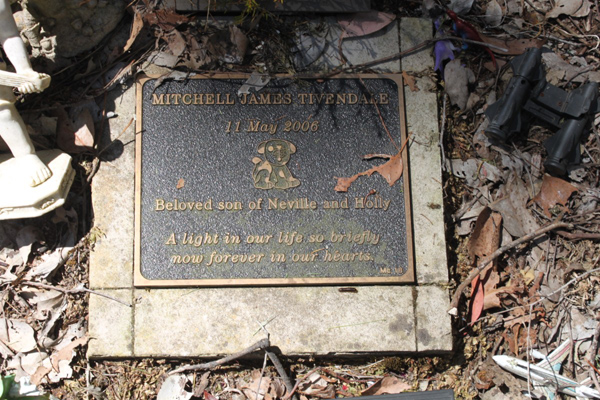 MITCHELL JAMES TIVENDALE
11 May 2006
Beloved son of Neville and Holly
A light in our life so briefly
now forever in our hearts.